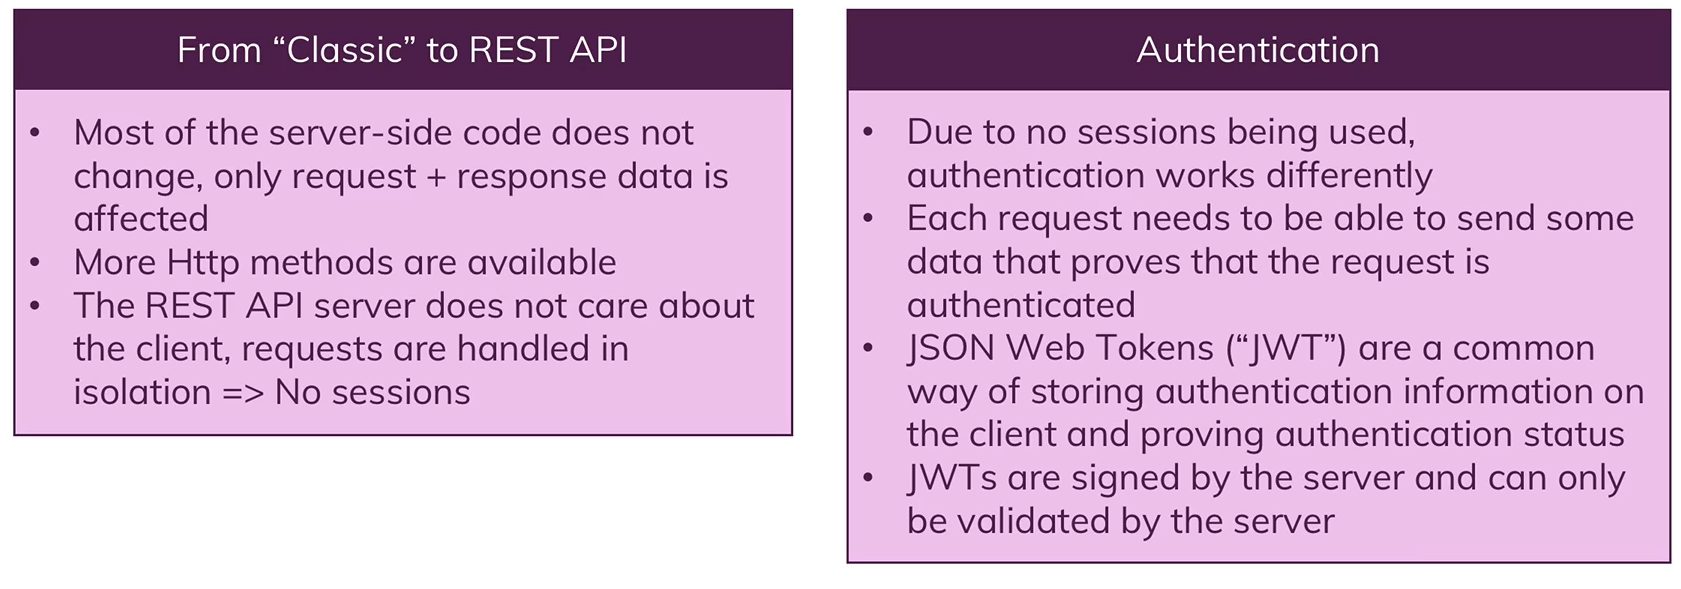 From “Classic” to REST API
• Most of the server-side code does not
change, only request + response data is
affected
• More Http methods are available
• The REST API server does not care about
the client, requests are handled in
isolation => No sessions
Authentication
• Due to no sessions being used,
authentication works differently
• Each request needs to be able to send some
data that proves that the request is
authenticated
• JSON Web Tokens (“JWT”) are a common
way of storing authentication information on
the client and proving authentication status
• JWTs are signed by the server and can only
be validated by the server